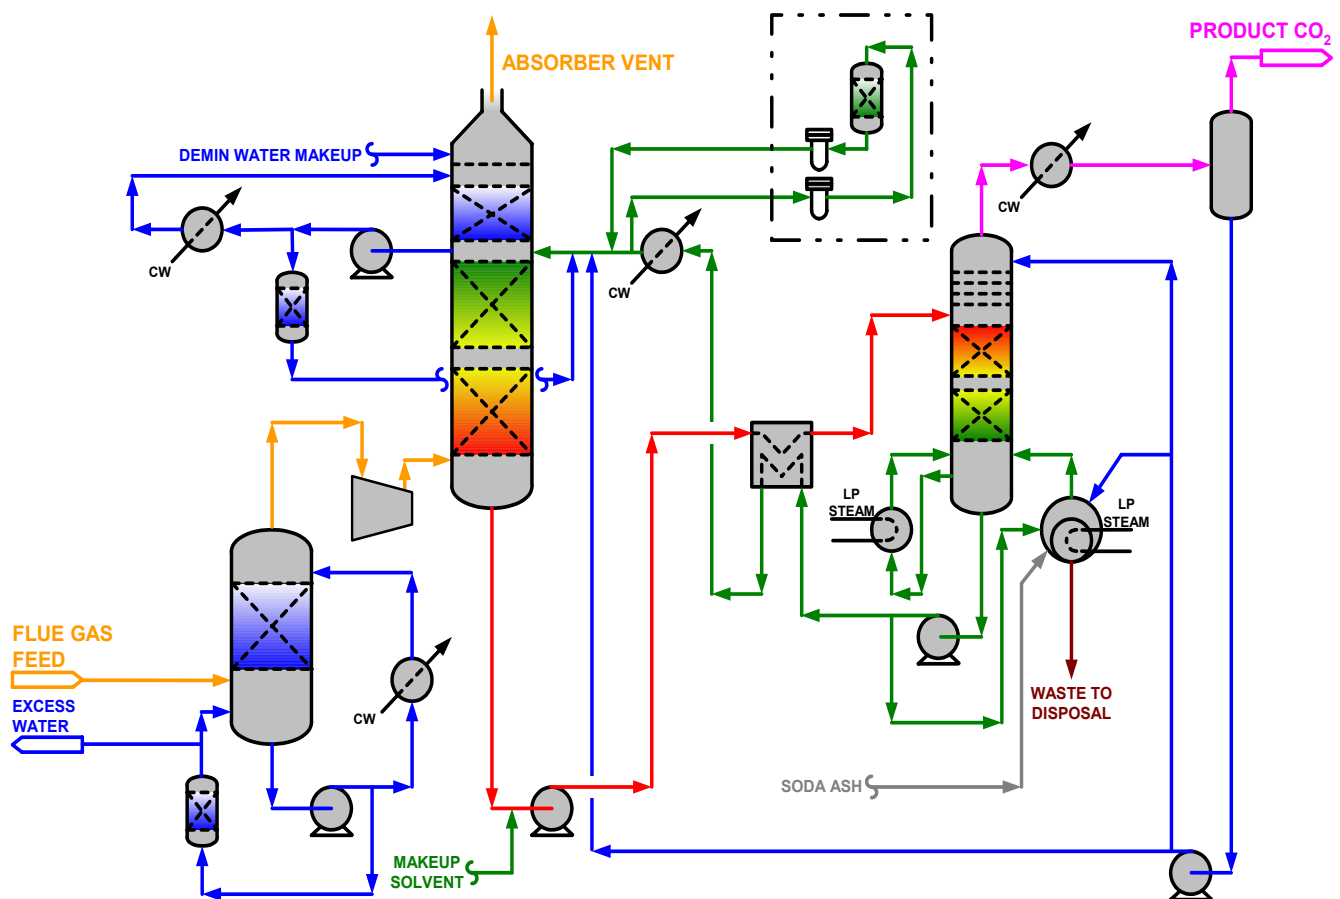 PRODUCT CO₂
ABSORBER VENT
DEMIN WATER MAKEUP
CW
CW
CW
CW
LP
STEAM
LP
STEAM
FLUE GAS
FEED
EXCESS
WATER
CW
WASTE TO
DISPOSAL
SODA ASH
MAKEUP
SOLVENT